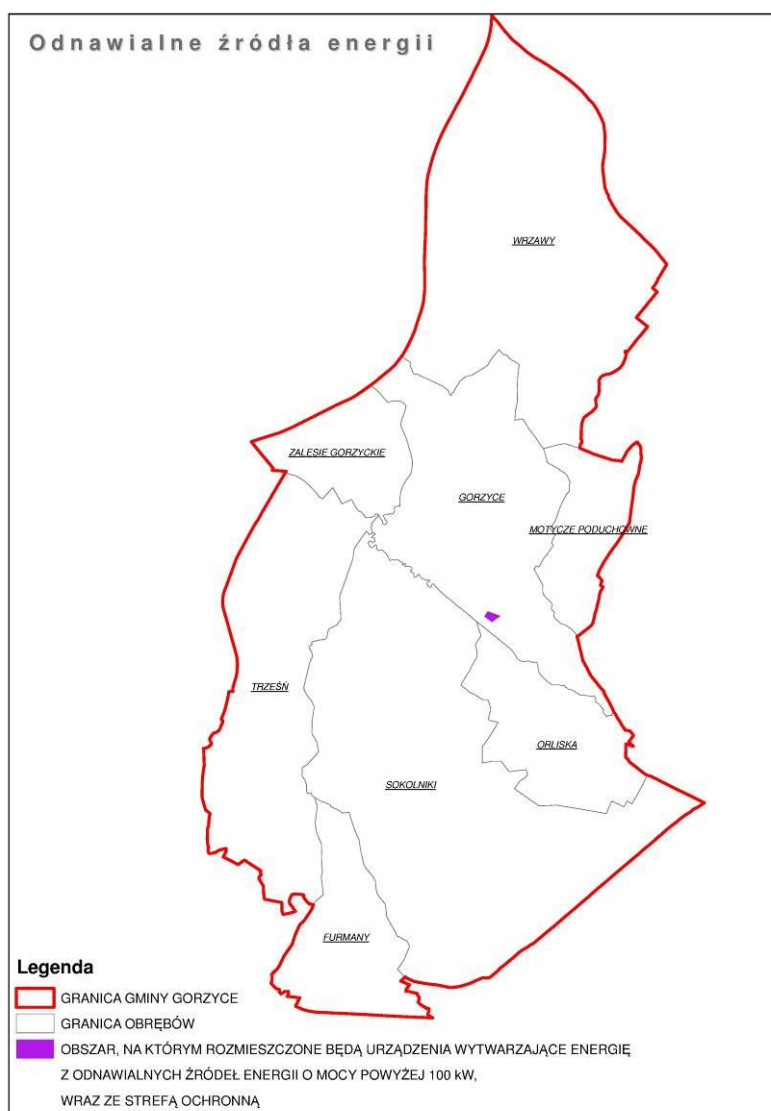 Odnawialne źródła energii
WRZAWY
ZALESIE GORZYCKIE
GORZYCE
MOTYCZE PODUCHOWNE
TRZEŚŃ
ORLISKA
SOKOLNIKI
FURMANY
Legenda
GRANICA GMINY GORZYCE
GRANICA OBRĘBÓW
OBSZAR, NA KTÓRYM ROZMIESZCZONE BĘDĄ URZĄDZENIA WYTWARZAJĄCE ENERGIĘ
Z ODNAWIALNYCH ŹRÓDEŁ ENERGII O MOCY POWYŻEJ 100 kW,
WRAZ ZE STREFĄ OCHRONNĄ